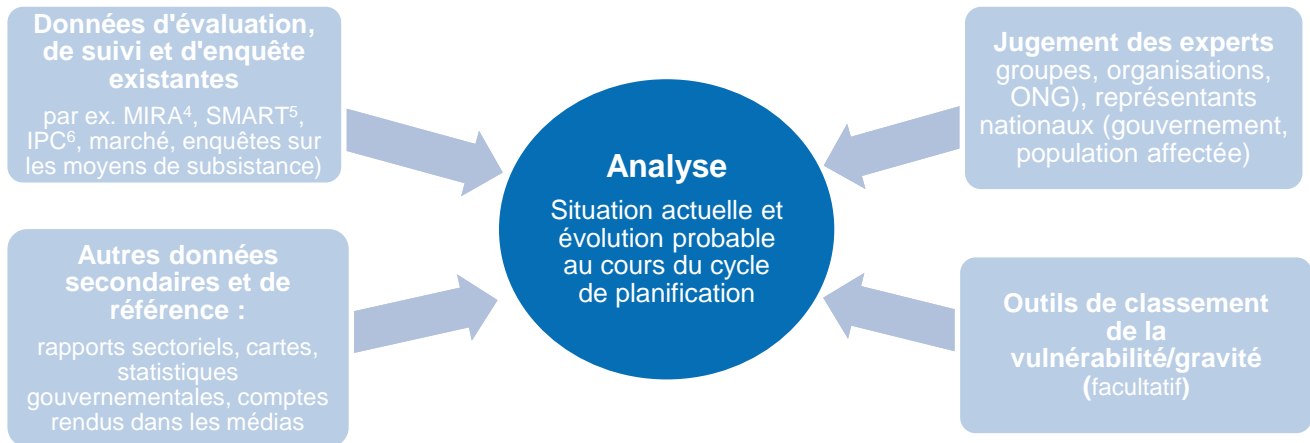 Données d'évaluation,
de suivi et d'enquête
existantes
par ex. MIRA⁴, SMART⁵,
IPC⁶, marché, enquêtes sur
les moyens de subsistance)
Autres données
secondaires et de
référence :
rapports sectoriels, cartes,
statistiques
gouvernementales, comptes
rendus dans les médias
Analyse
Situation actuelle et
évolution probable
au cours du cycle
de planification
Jugement des experts
groupes, organisations,
ONG), représentants
nationaux (gouvernement,
population affectée)
Outils de classement
de la
vulnérabilité/gravité
(facultatif)